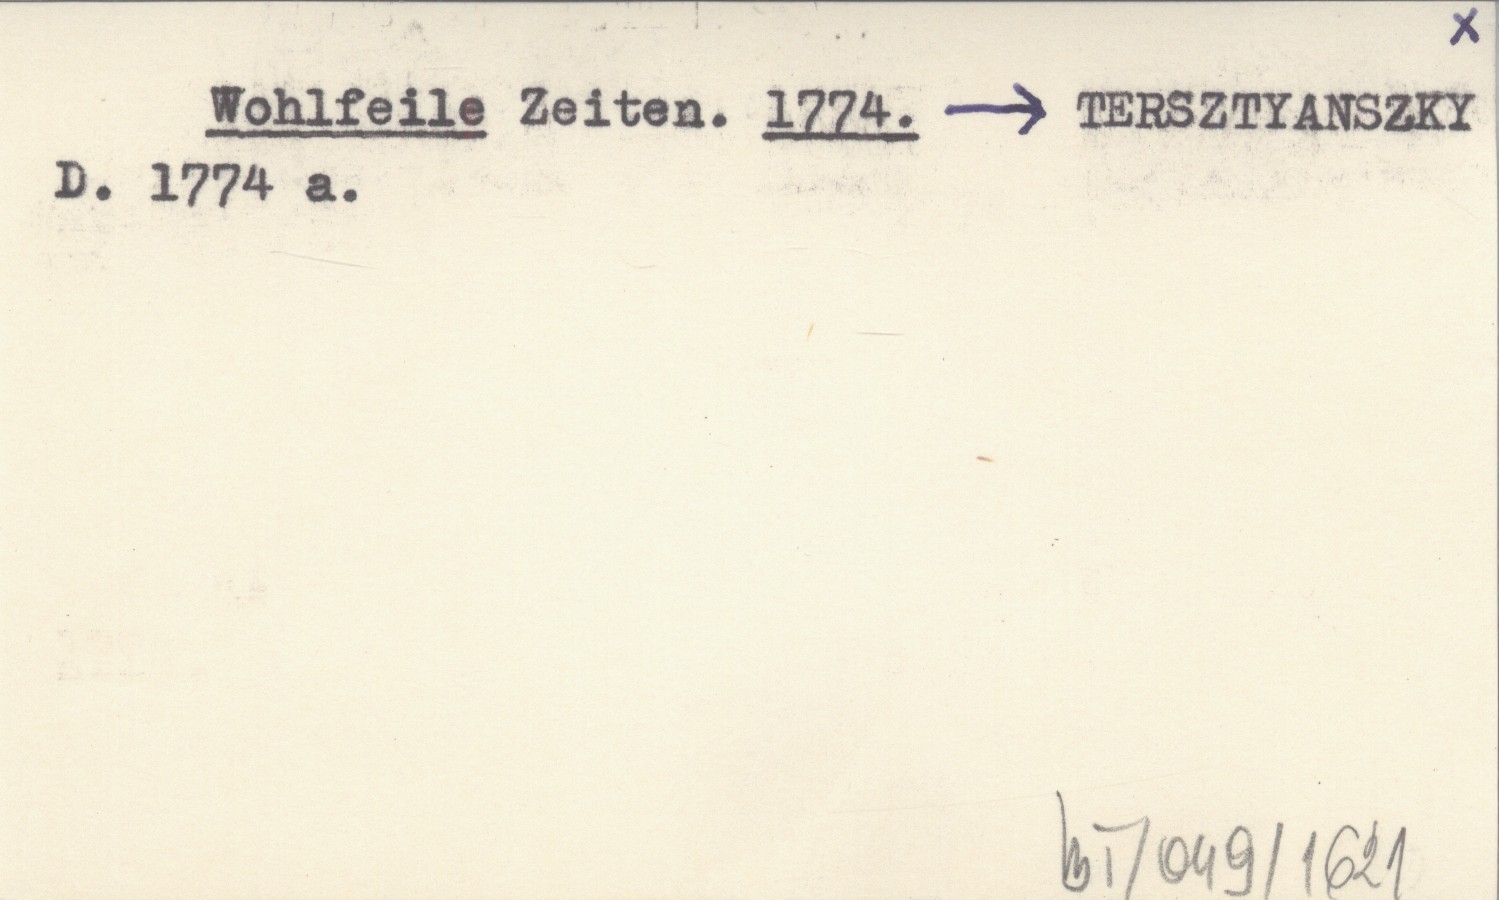 x
Wohlfeile Zeiten. 1774. → TERSZTYANSZKY
D. 1774 a.
BT/049/1621